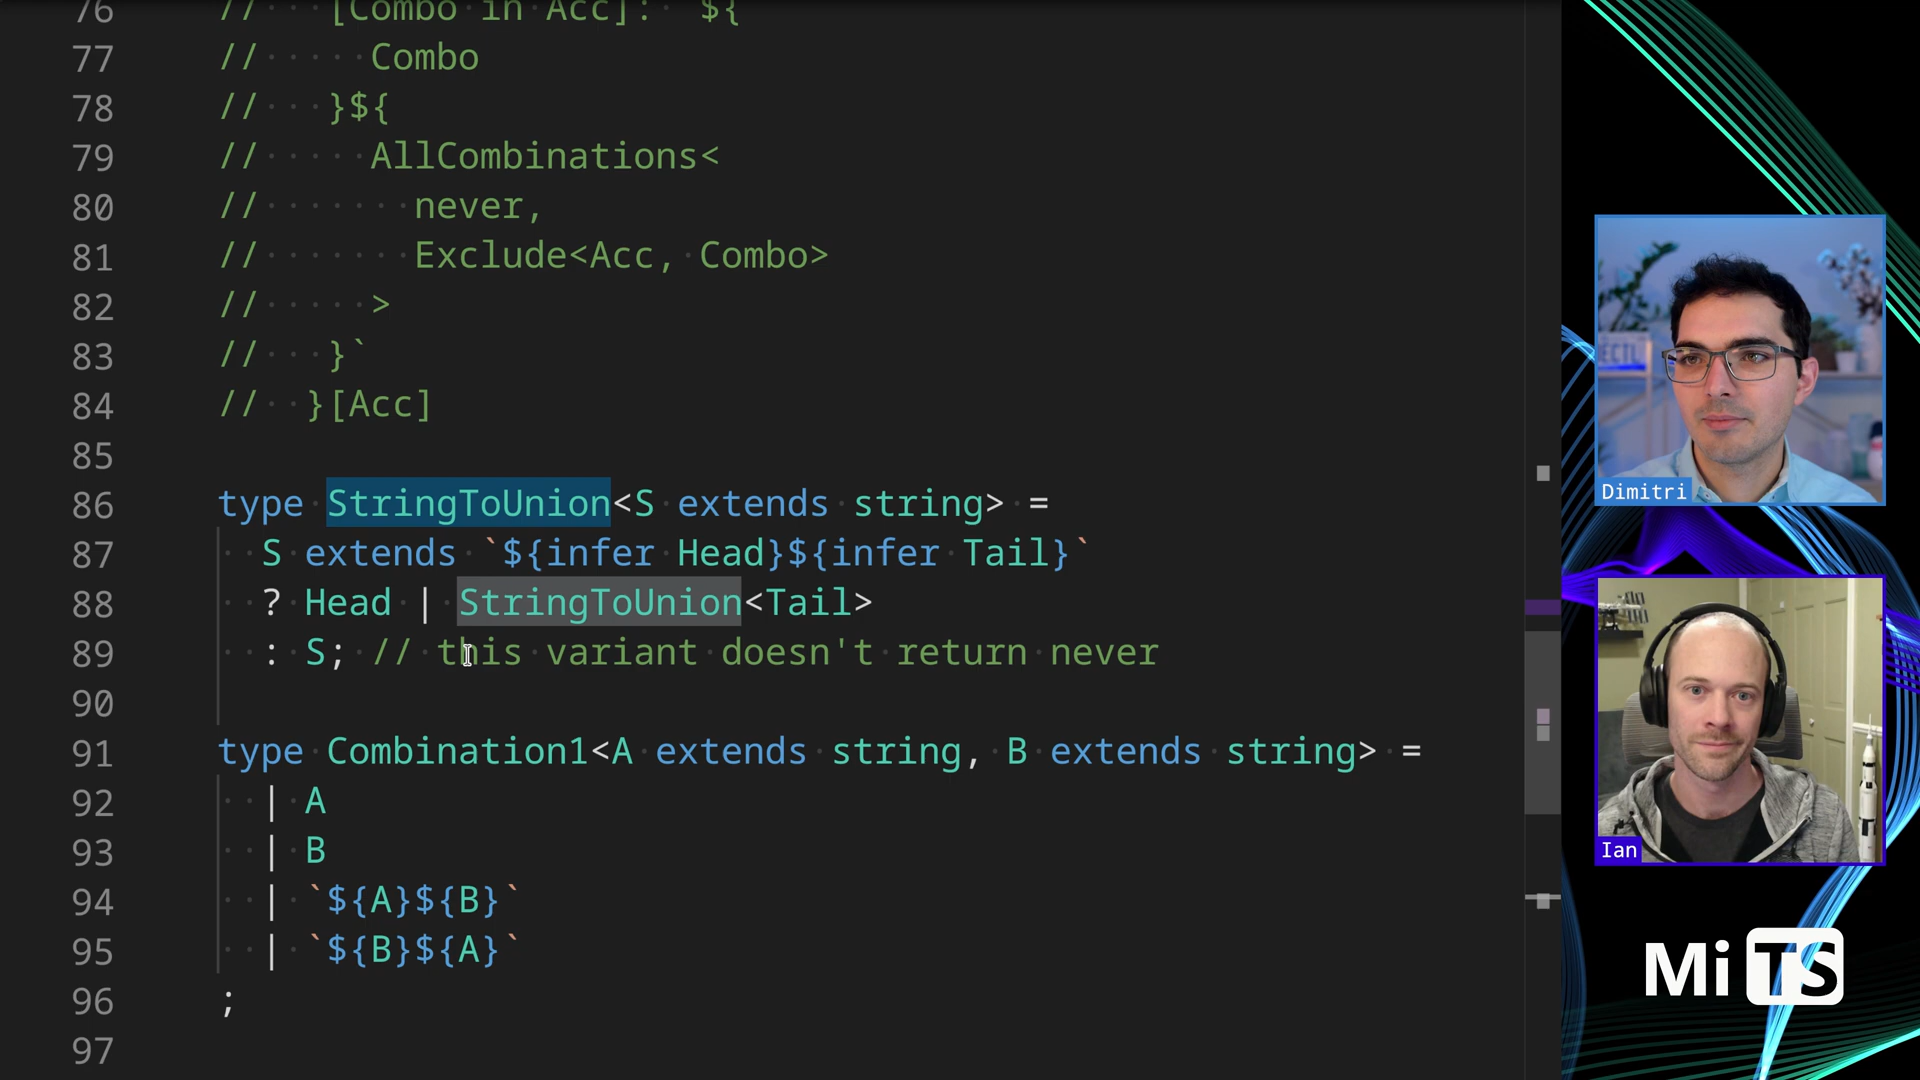 76 // [Combo in Acc]: `${
77 // Combo
78 // }${
79 // AllCombinations<
80 // never,
81 // Exclude<Acc, Combo>
82 // >
83 // }`
84 // }[Acc]
85
86 type StringToUnion<S extends string> =
87 S extends `${infer Head}${infer Tail}`
88 ? Head | StringToUnion<Tail>
89 : S; // this variant doesn't return never
90
91 type Combination1<A extends string, B extends string> =
92 | A
93 | B
94 | `${A}${B}`
95 | `${B}${A}`
96 ;
97
ECTL
Dimitri
Ian
Mi TS